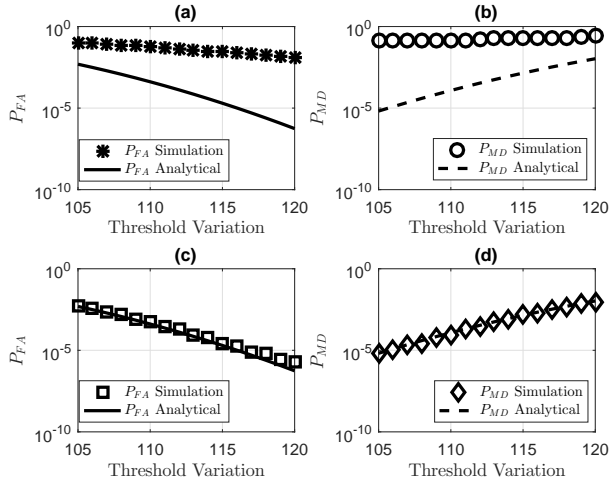 (a)
P_FA
10^0
10^-5
10^-10
P_FA Simulation
P_FA Analytical
105 110 115 120
Threshold Variation
(b)
P_MD
10^0
10^-5
10^-10
P_MD Simulation
P_MD Analytical
105 110 115 120
Threshold Variation
(c)
P_FA
10^0
10^-5
10^-10
P_FA Simulation
P_FA Analytical
105 110 115 120
Threshold Variation
(d)
P_MD
10^0
10^-5
10^-10
P_MD Simulation
P_MD Analytical
105 110 115 120
Threshold Variation